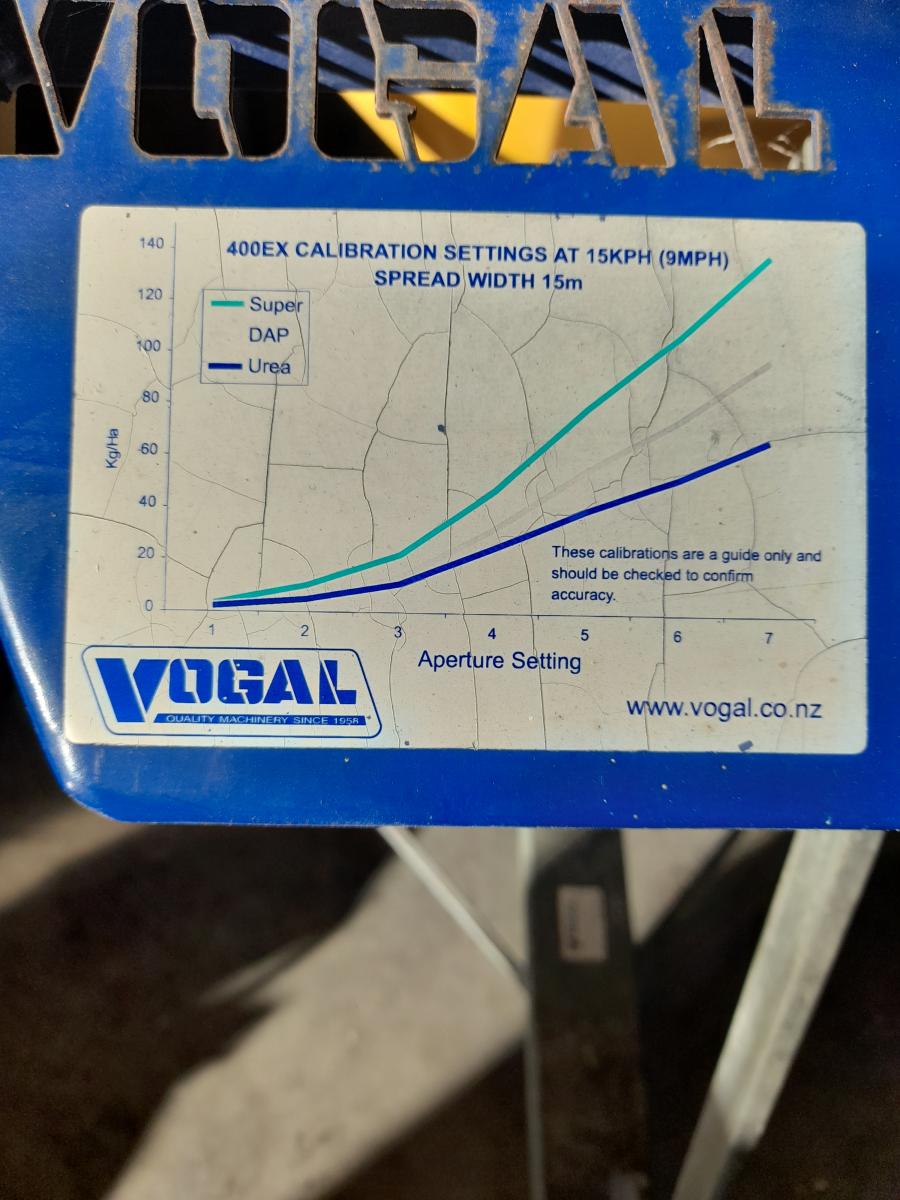 VOGAL
400EX CALIBRATION SETTINGS AT 15KPH (9MPH)
SPREAD WIDTH 15m
Super
DAP
Urea
Kg/Ha
140
120
100
80
60
40
20
0
1 2 3 4 5 6 7
Aperture Setting
These calibrations are a guide only and
should be checked to confirm
accuracy.
VOGAL
QUALITY MACHINERY SINCE 1958
www.vogal.co.nz